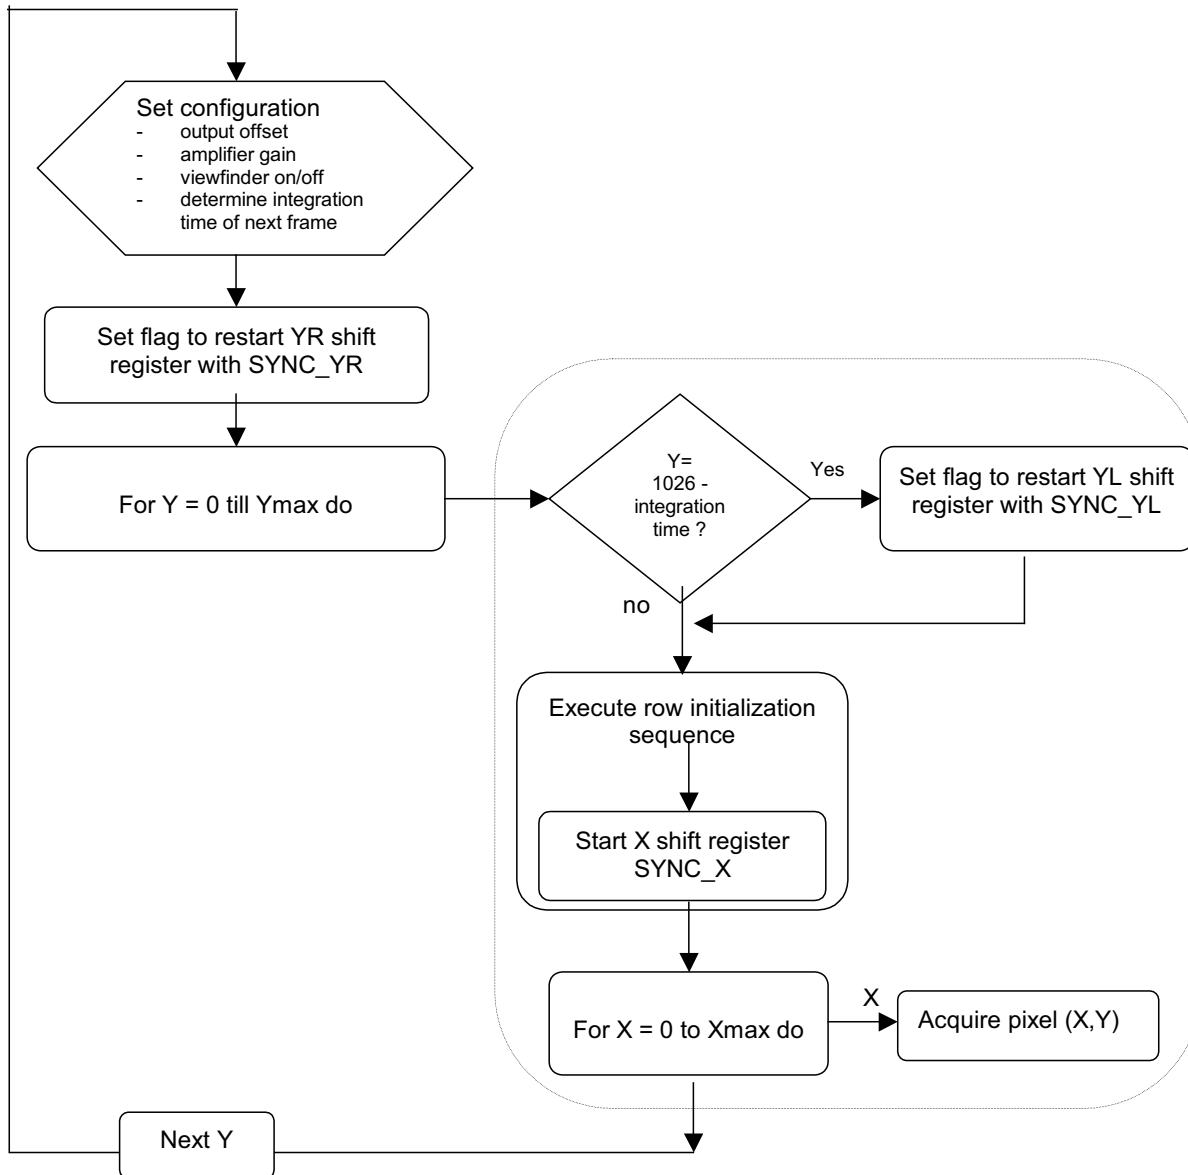 Set configuration
- output offset
- amplifier gain
- viewfinder on/off
- determine integration
time of next frame
Set flag to restart YR shift
register with SYNC_YR
For Y = 0 till Ymax do
Y=
1026 -
integration
time ?
Yes
Set flag to restart YL shift
register with SYNC_YL
no
Execute row initialization
sequence
Start X shift register
SYNC_X
For X = 0 to Xmax do
X
Acquire pixel (X,Y)
Next Y